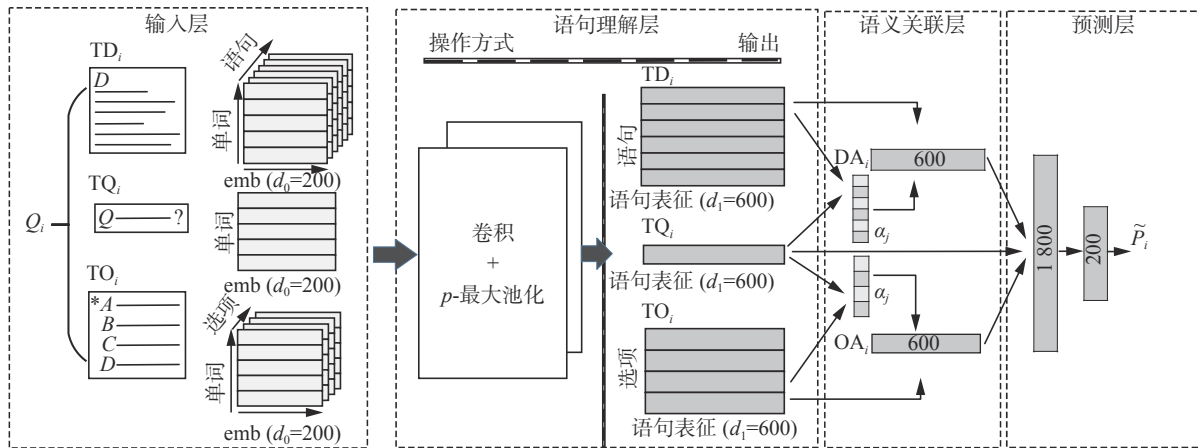 输入层
语句理解层
语义关联层
预测层
操作方式
输出
Q_i
TD_i
D
TQ_i
Q ?
TO_i
*A
B
C
D
语句
单词
emb (d_0=200)
单词
emb (d_0=200)
选项
单词
emb (d_0=200)
卷积
+
p-最大池化
TD_i
语句
语句表征 (d_1=600)
TQ_i
语句表征 (d_1=600)
TO_i
选项
语句表征 (d_1=600)
DA_i
600
α_j
α_j
OA_i
600
1 800
200
P̃_i